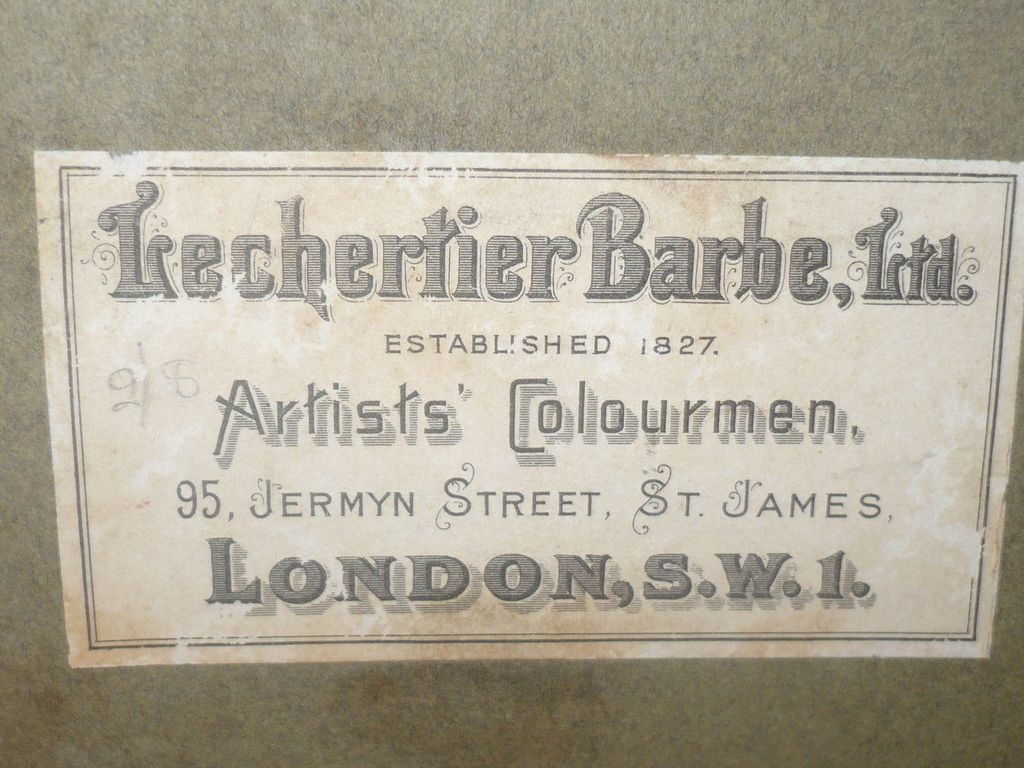 Lechertier Barbe, Ltd.
ESTABLISHED 1827.
Artists' Colourmen,
95, JERMYN STREET, ST. JAMES,
LONDON, S.W. 1.